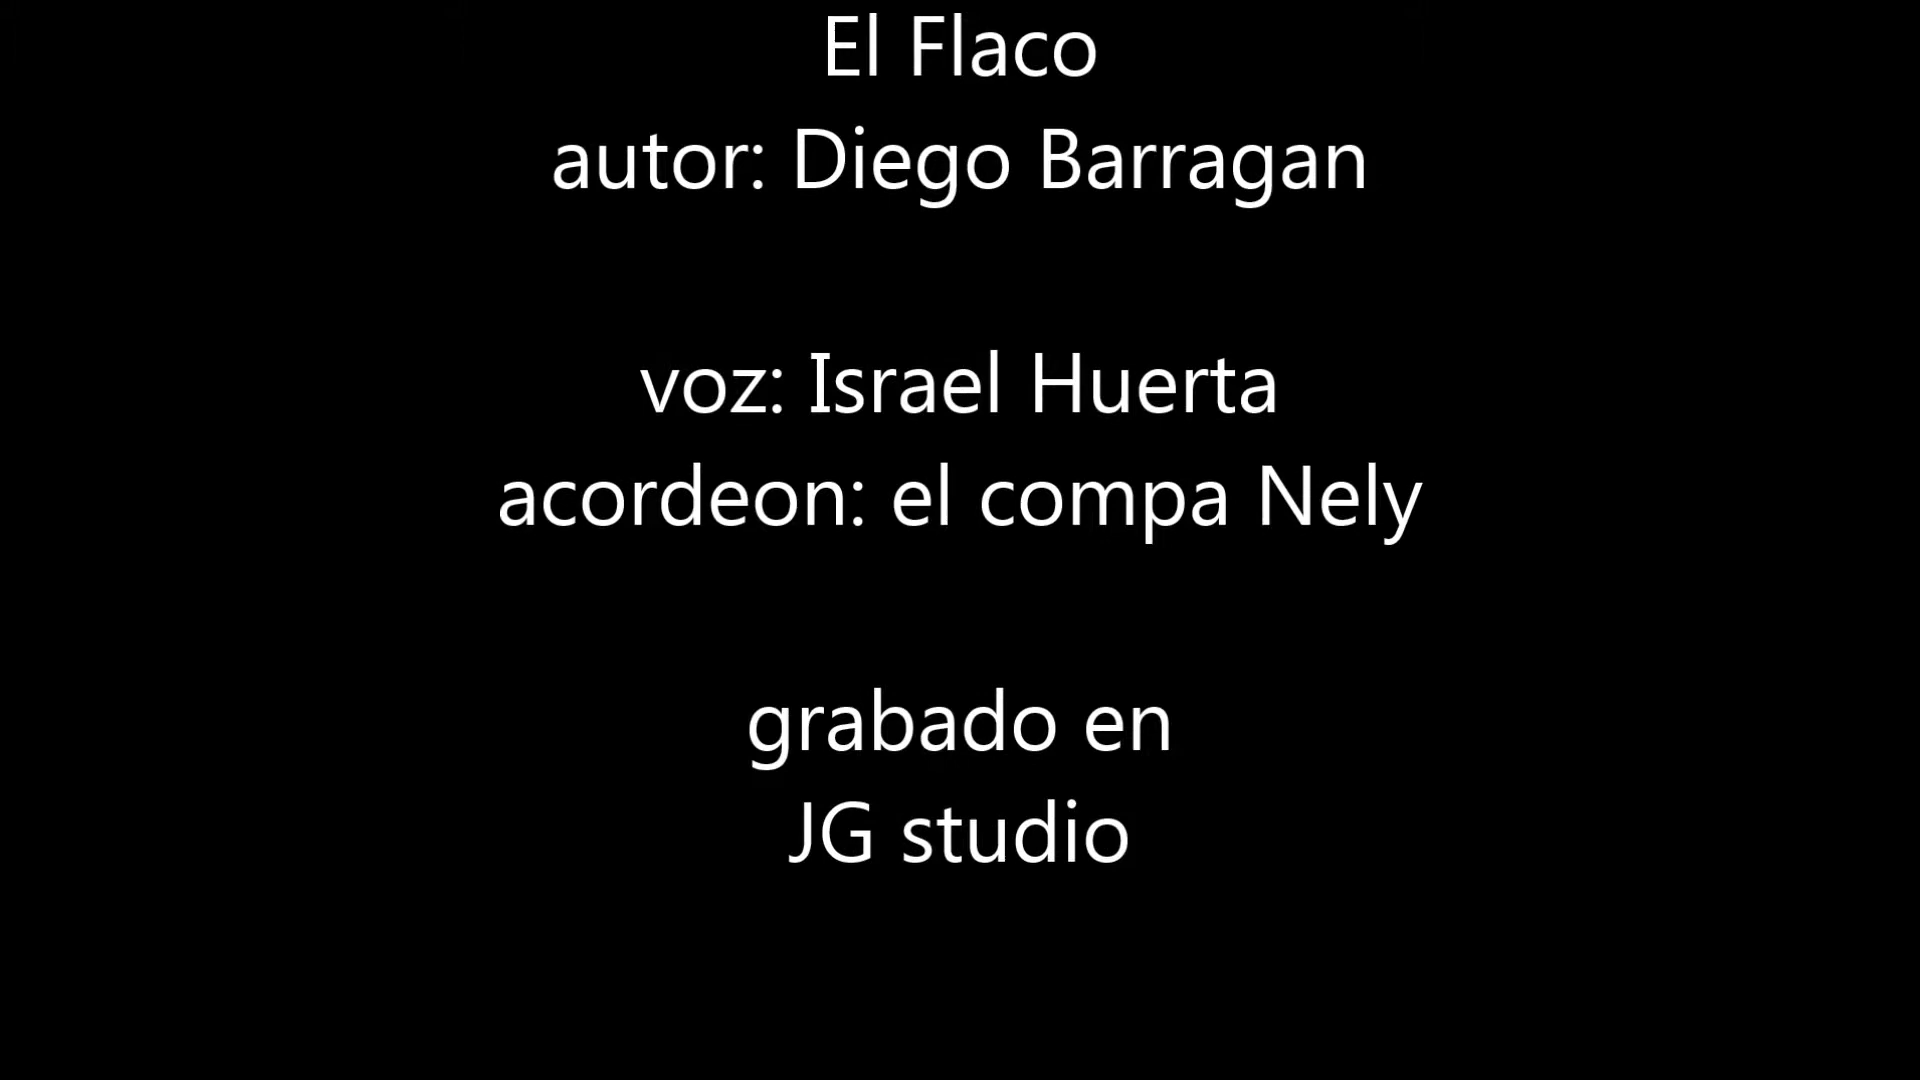 El Flaco
autor: Diego Barragan
voz: Israel Huerta
acordeon: el compa Nely
grabado en
JG studio